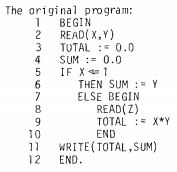 The original program:
1 BEGIN
2 READ(X,Y)
3 TOTAL := 0.0
4 SUM := 0.0
5 IF X <= 1
6 THEN SUM := Y
7 ELSE BEGIN
8 READ(Z)
9 TOTAL := X*Y
10 END
11 WRITE(TOTAL,SUM)
12 END.